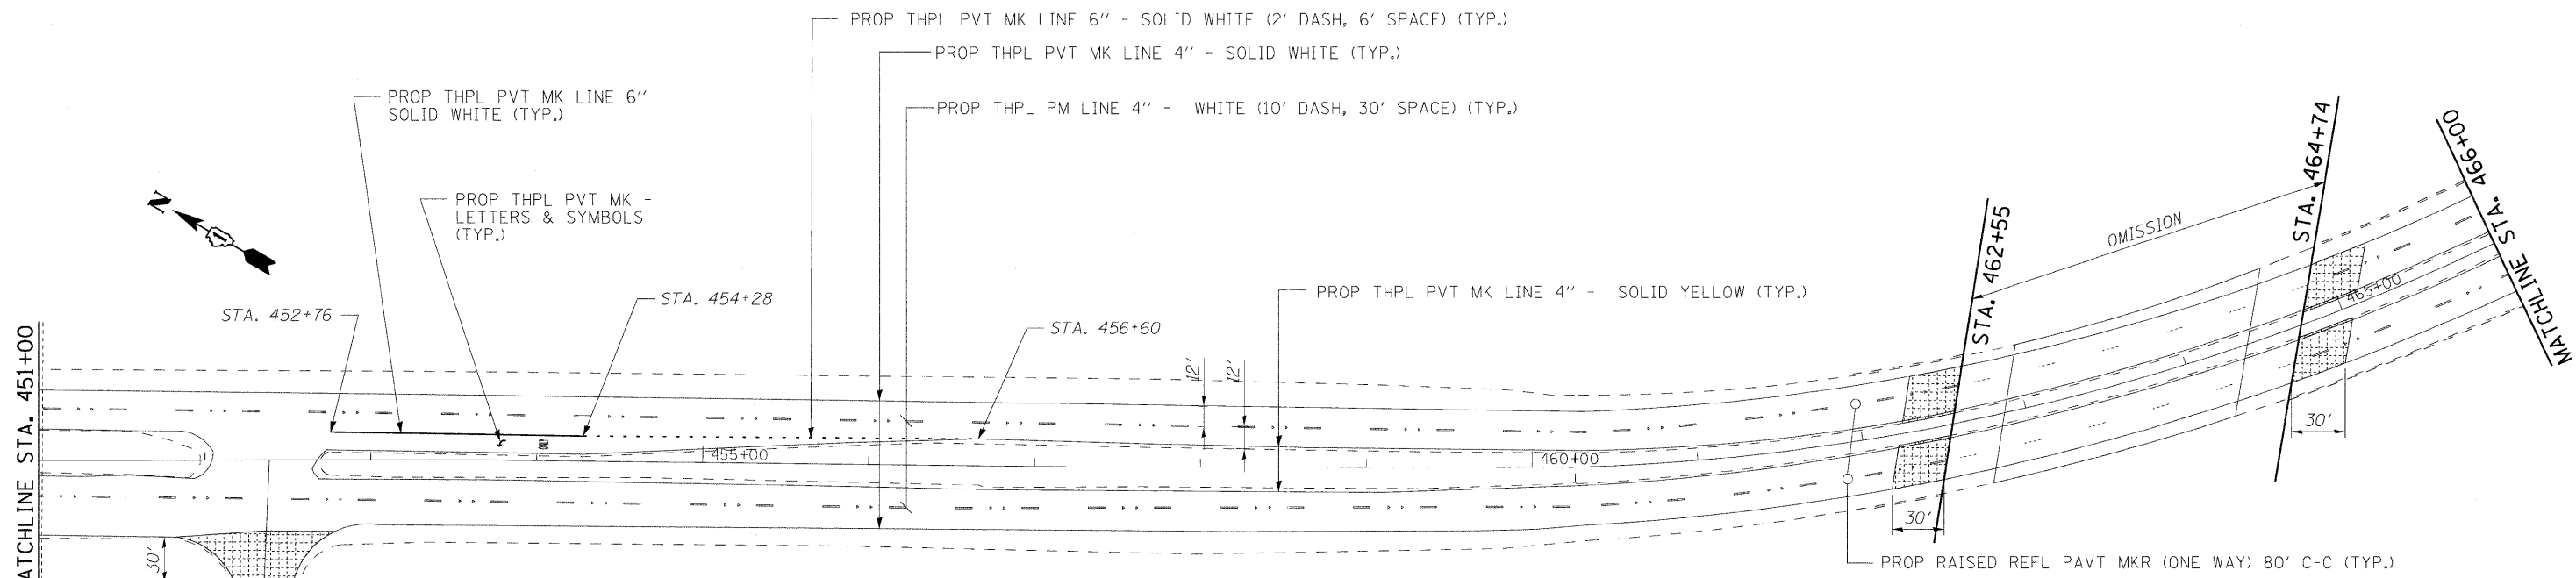 PROP THPL PVT MK LINE 6" - SOLID WHITE (2' DASH, 6' SPACE) (TYP.)
PROP THPL PVT MK LINE 4" - SOLID WHITE (TYP.)
PROP THPL PVT MK LINE 6"
SOLID WHITE (TYP.)
PROP THPL PM LINE 4" - WHITE (10' DASH, 30' SPACE) (TYP.)
PROP THPL PVT MK -
LETTERS & SYMBOLS
(TYP.)
N
STA. 452+76
STA. 454+28
STA. 456+60
PROP THPL PVT MK LINE 4" - SOLID YELLOW (TYP.)
OMISSION
STA. 462+55
STA. 464+74
MATCHLINE STA. 466+00
ATCHLINE STA. 451+00
12'
12'
455+00
460+00
465+00
30'
30'
30'
PROP RAISED REFL PAVT MKR (ONE WAY) 80' C-C (TYP.)